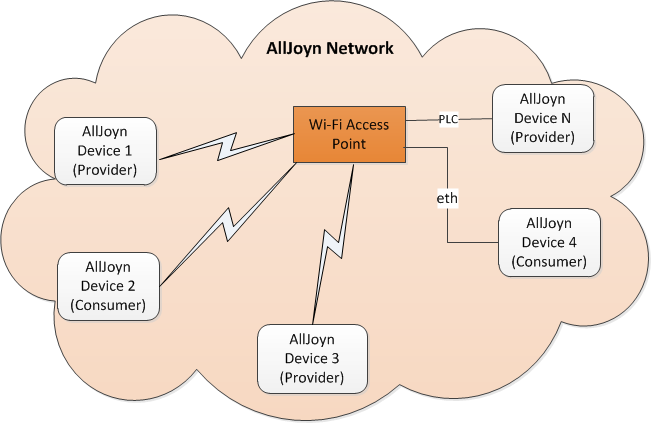 AllJoyn Network
AllJoyn
Device 1
(Provider)
Wi-Fi Access
Point
PLC
AllJoyn
Device N
(Provider)
eth
AllJoyn
Device 4
(Consumer)
AllJoyn
Device 2
(Consumer)
AllJoyn
Device 3
(Provider)